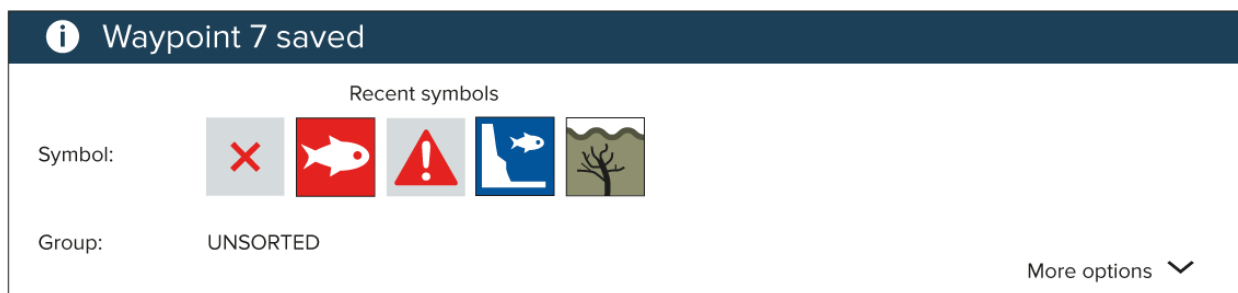 Waypoint 7 saved
Recent symbols
Symbol:
Group: UNSORTED
More options